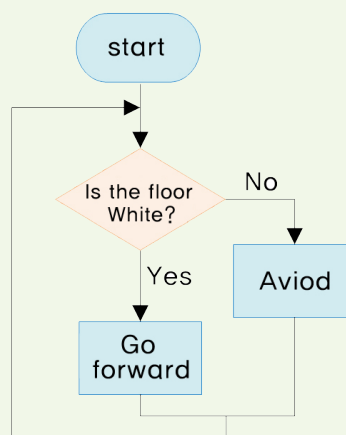 start
Is the floor
White?
No
Yes
Aviod
Go
forward